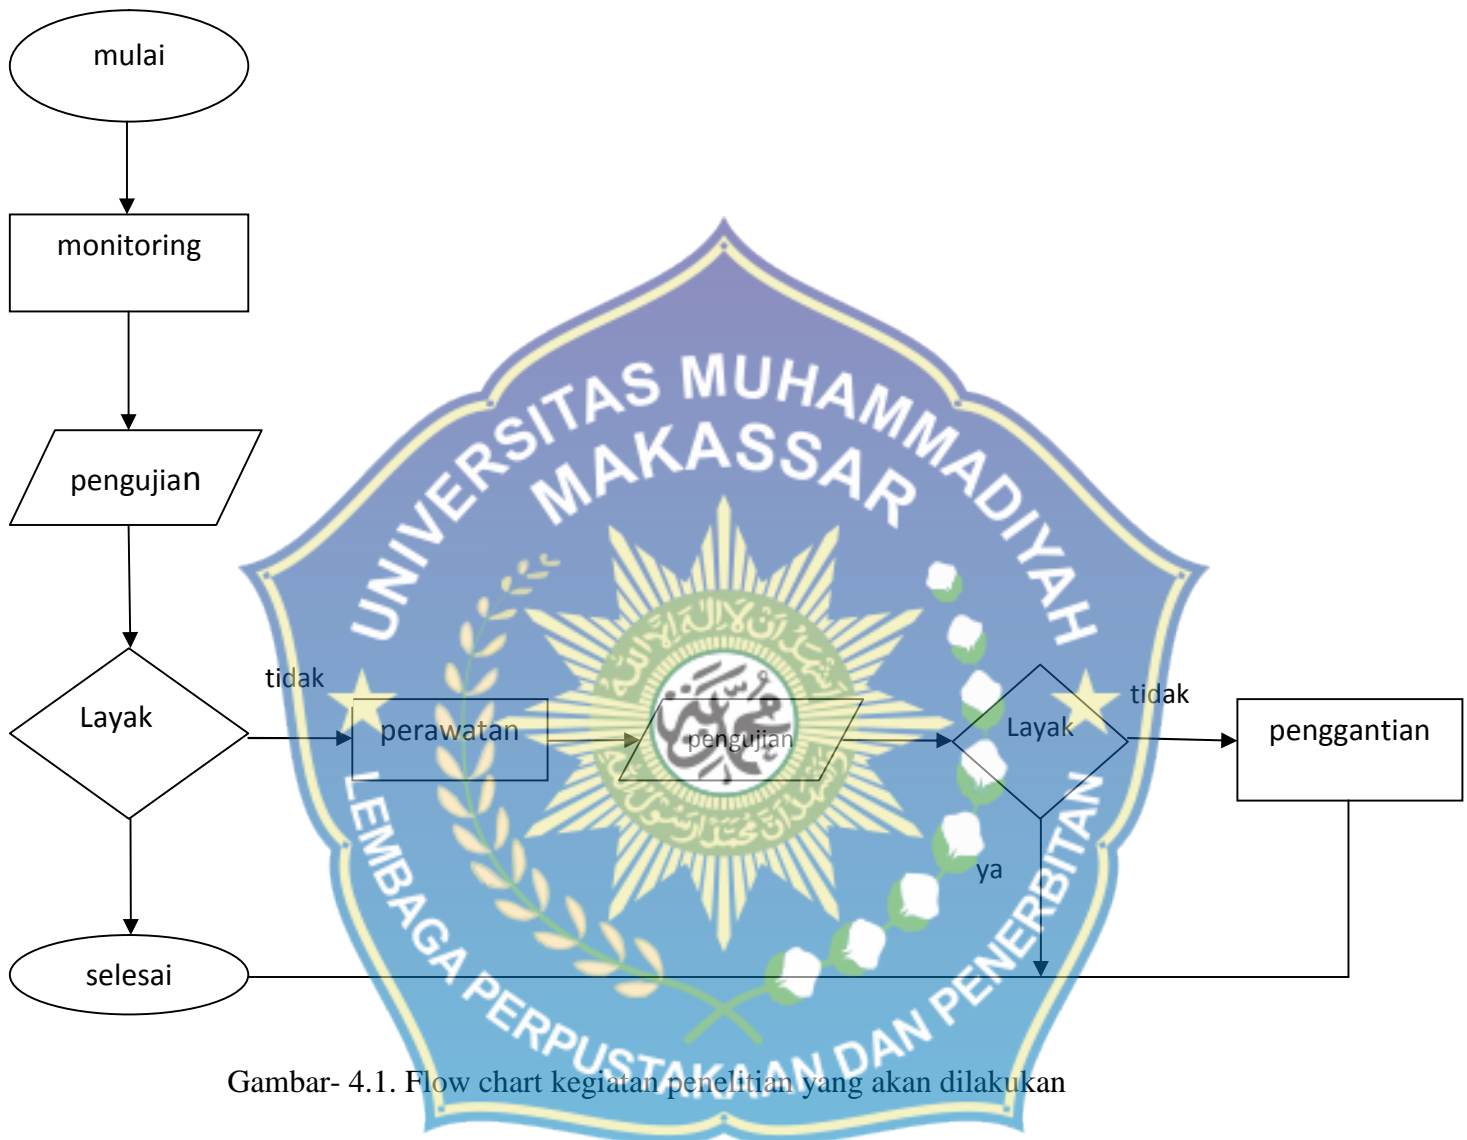 mulai
monitoring
pengujian
Layak
tidak
perawatan
pengujian
Layak
tidak
penggantian
ya
selesai
UNIVERSITAS MUHAMMADIYAH
MAKASSAR
محمد
LEMBAGA PERPUSTAKAAN DAN PENERBITAN
Gambar- 4.1. Flow chart kegiatan penelitian yang akan dilakukan